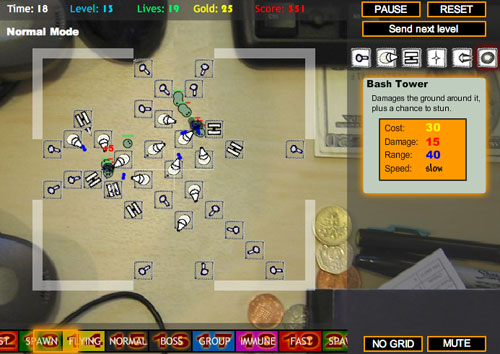 Time: 18 Level: 13 Lives: 19 Gold: 25 Score: 351
PAUSE RESET
Normal Mode
Send next level
Bash Tower
Damages the ground around it,
plus a chance to stun.
Cost: 30
Damage: 15
Range: 40
Speed: slow
SPAWN FLYING NORMAL BOSS GROUP IMMUNE FAST
NO GRID MUTE